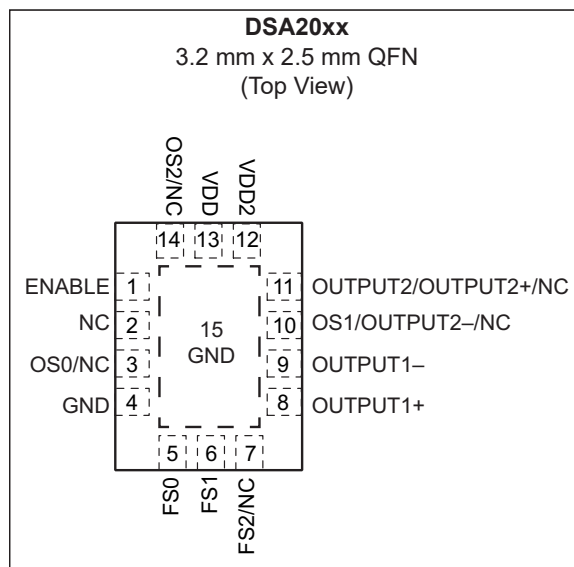 DSA20xx
3.2 mm x 2.5 mm QFN
(Top View)
OS2/NC
VDD
VDD2
14
13
12
ENABLE 1
NC 2
OS0/NC 3
GND 4
15
GND
11 OUTPUT2/OUTPUT2+/NC
10 OS1/OUTPUT2–/NC
9 OUTPUT1–
8 OUTPUT1+
5
6
7
FS0
FS1
FS2/NC